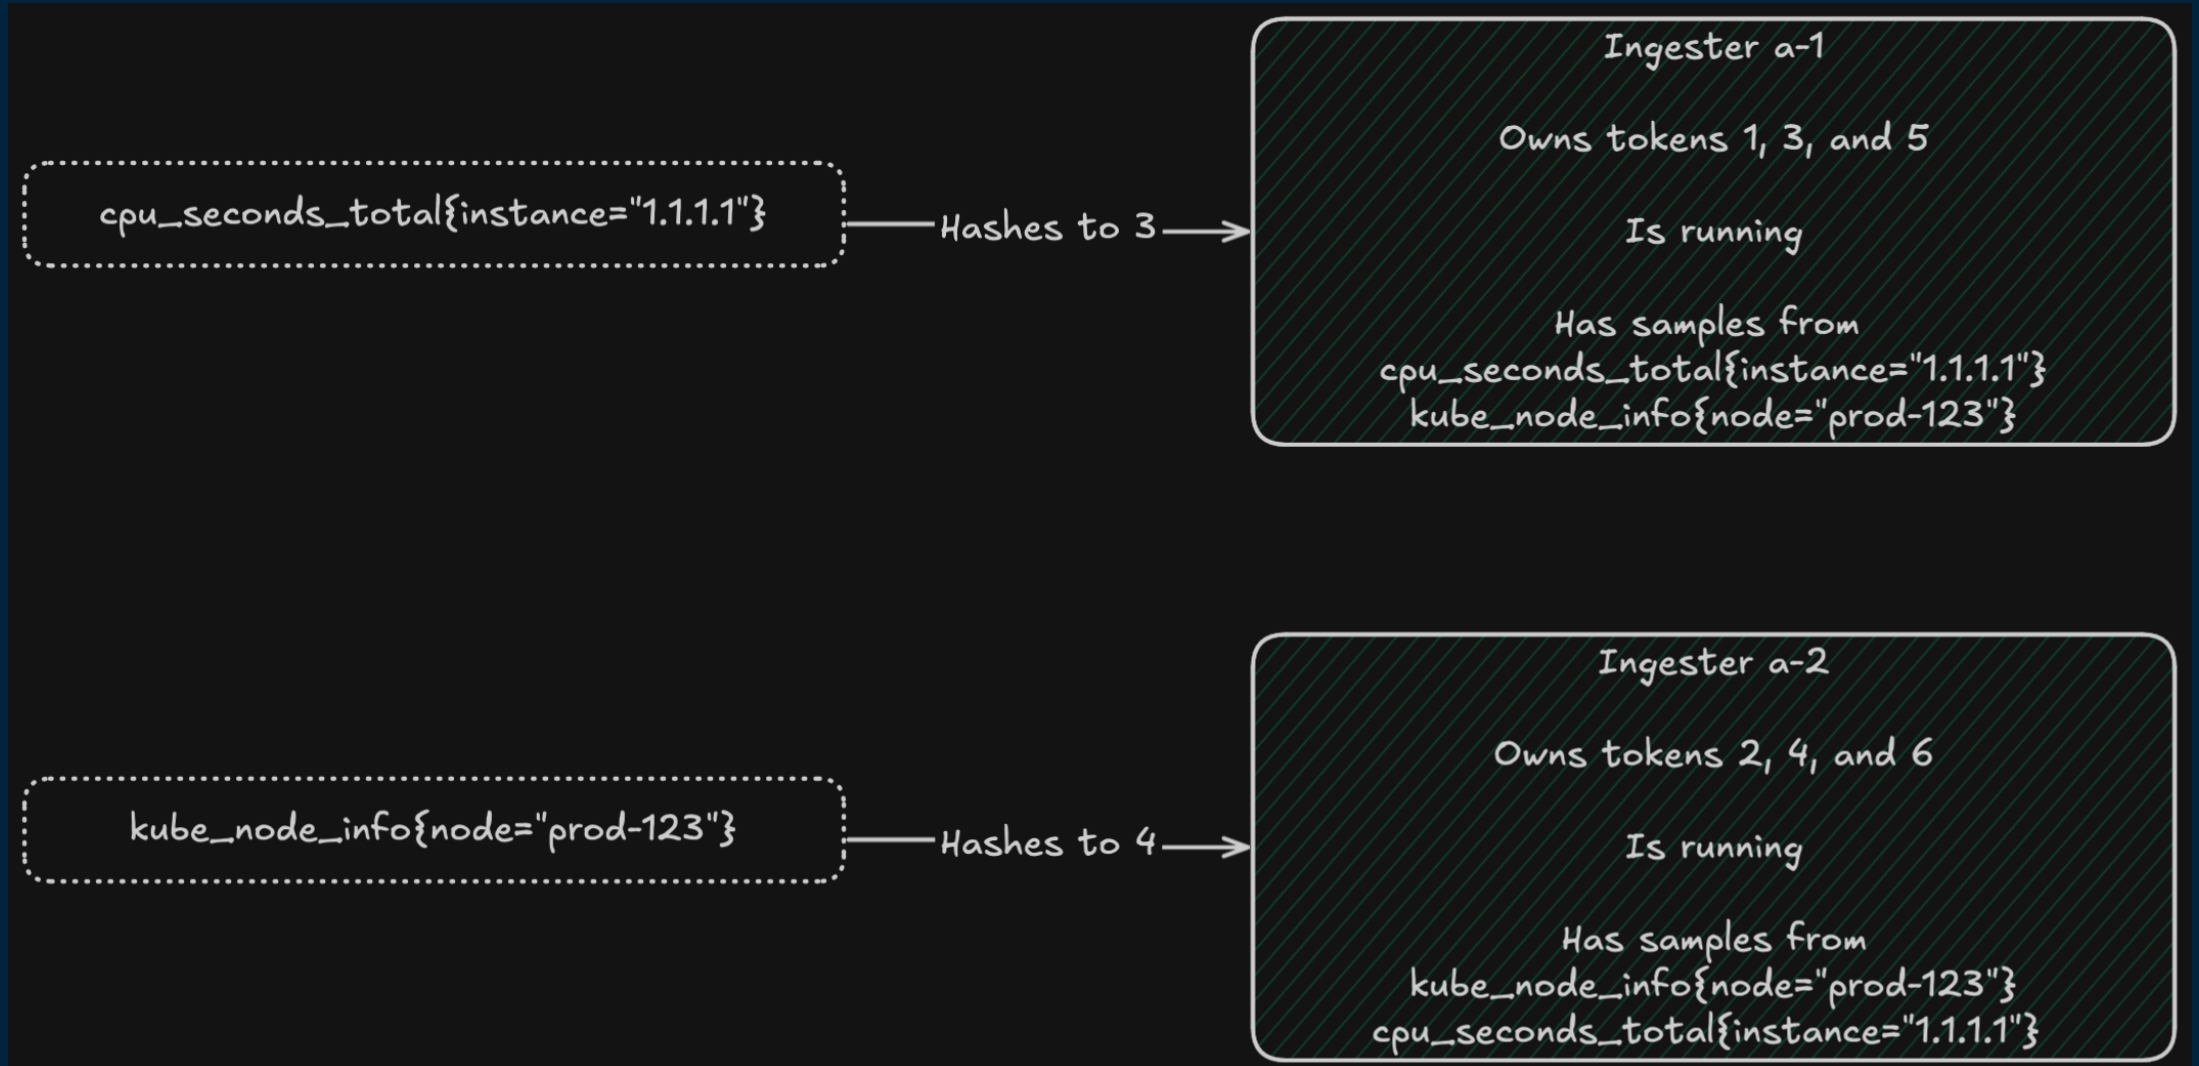 Ingester a-1
Owns tokens 1, 3, and 5
cpu_seconds_total{instance="1.1.1.1"}
Hashes to 3
Is running
Has samples from
cpu_seconds_total{instance="1.1.1.1"}
kube_node_info{node="prod-123"}
Ingester a-2
Owns tokens 2, 4, and 6
kube_node_info{node="prod-123"}
Hashes to 4
Is running
Has samples from
kube_node_info{node="prod-123"}
cpu_seconds_total{instance="1.1.1.1"}